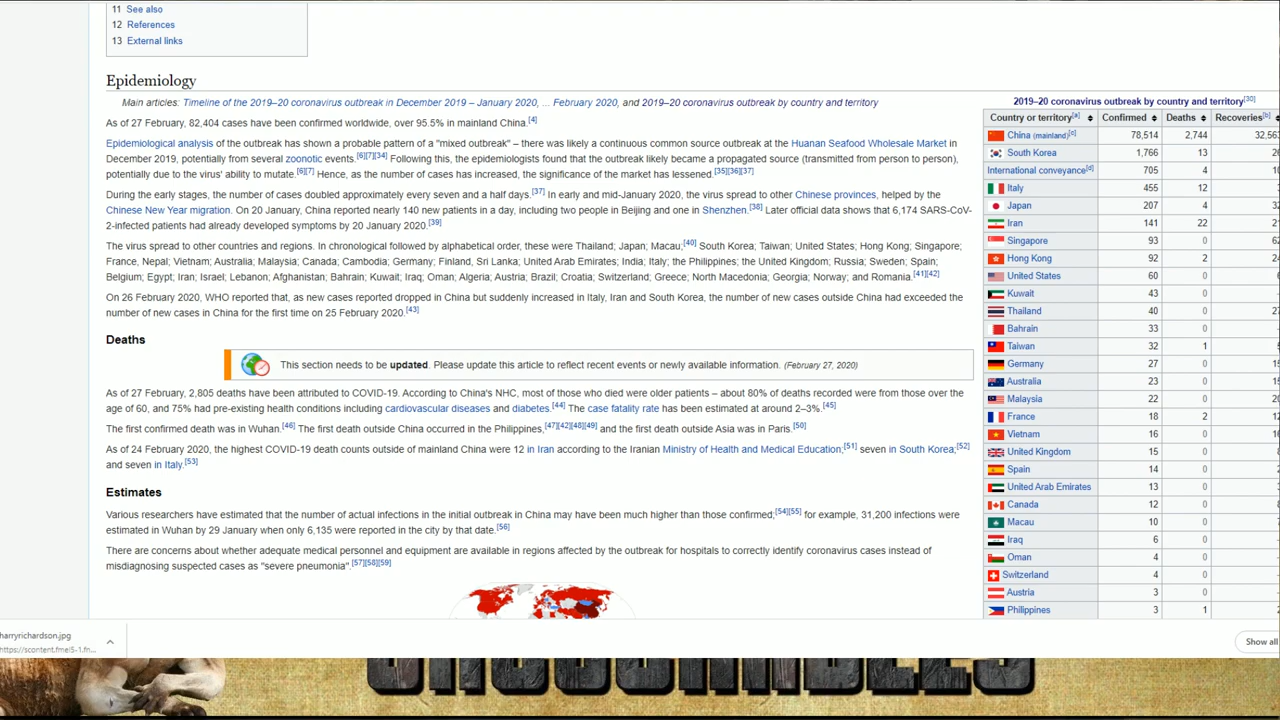 11 See also
12 References
13 External links
Epidemiology
Main articles: Timeline of the 2019–20 coronavirus outbreak in December 2019 – January 2020, ... February 2020, and 2019–20 coronavirus outbreak by country and territory
As of 27 February, 82,404 cases have been confirmed worldwide, over 95.5% in mainland China.[4]
Epidemiological analysis of the outbreak has shown a probable pattern of a "mixed outbreak" – there was likely a continuous common source outbreak at the Huanan Seafood Wholesale Market in
December 2019, potentially from several zoonotic events.[6][7][34] Following this, the epidemiologists found that the outbreak likely became a propagated source (transmitted from person to person),
potentially due to the virus' ability to mutate.[6][7] Hence, as the number of cases has increased, the significance of the market has lessened.[35][36][37]
During the early stages, the number of cases doubled approximately every seven and a half days.[37] In early and mid-January 2020, the virus spread to other Chinese provinces, helped by the
Chinese New Year migration. On 20 January, China reported nearly 140 new patients in a day, including two people in Beijing and one in Shenzhen.[38] Later official data shows that 6,174 SARS-CoV-
2-infected patients had already developed symptoms by 20 January 2020.[39]
The virus spread to other countries and regions. In chronological followed by alphabetical order, these were Thailand; Japan; Macau;[40] South Korea; Taiwan; United States; Hong Kong; Singapore;
France, Nepal; Vietnam; Australia; Malaysia; Canada; Cambodia; Germany; Finland, Sri Lanka; United Arab Emirates; India; Italy; the Philippines; the United Kingdom; Russia; Sweden; Spain;
Belgium; Egypt; Iran; Israel; Lebanon, Afghanistan, Bahrain; Kuwait; Iraq; Oman; Algeria; Austria; Brazil; Croatia; Switzerland; Greece; North Macedonia; Georgia; Norway; and Romania.[41][42]
On 26 February 2020, WHO reported that, new cases reported dropped in China but suddenly increased in Italy, Iran and South Korea, the number of new cases outside China had exceeded the
number of new cases in China for the first time on 25 February 2020.[43]
Deaths
This section needs to be updated. Please update this article to reflect recent events or newly available information. (February 27, 2020)
As of 27 February, 2,805 deaths have been attributed to COVID-19. According to China's NHC, most of those who died were older patients – about 80% of deaths recorded were from those over the
age of 60, and 75% had pre-existing health conditions including cardiovascular diseases and diabetes.[44] The case fatality rate has been estimated at around 2–3%.[45]
The first confirmed death was in Wuhan.[46] The first death outside China occurred in the Philippines,[47][42][48][49] and the first death outside Asia was in Paris.[50]
As of 24 February 2020, the highest COVID-19 death counts outside of mainland China were 12 in Iran according to the Iranian Ministry of Health and Medical Education;[51] seven in South Korea;[52]
and seven in Italy.[53]
Estimates
Various researchers have estimated that the number of actual infections in the initial outbreak in China may have been much higher than those confirmed;[54][55] for example, 31,200 infections were
estimated in Wuhan by 29 January when only 6,135 were reported in the city by that date.[56]
There are concerns about whether adequate medical personnel and equipment are available in regions affected by the outbreak for hospitals to correctly identify coronavirus cases instead of
misdiagnosing suspected cases as "severe pneumonia".[57][58][59]
2019–20 coronavirus outbreak by country and territory[30]
Country or territory[a] Confirmed Deaths Recoveries[b]
China (mainland)[c] 78,514 2,744 32,56
South Korea 1,766 13 26
International conveyance[d] 705 4 10
Italy 455 12
Japan 207 4 32
Iran 141 22
Singapore 93 0 62
Hong Kong 92 2 24
United States 60 0
Kuwait 43 0
Thailand 40 0 27
Bahrain 33 0
Taiwan 32 1
Germany 27 0 15
Australia 23 0 15
Malaysia 22 0 20
France 18 2
Vietnam 16 0 16
United Kingdom 15 0
Spain 14 0
United Arab Emirates 13 0
Canada 12 0
Macau 10 0
Iraq 6 0
Oman 4 0
Switzerland 4 0
Austria 3 0
Philippines 3 1
harryrichardson.jpg
https://scontent.fmel5-1.fn...
Show all